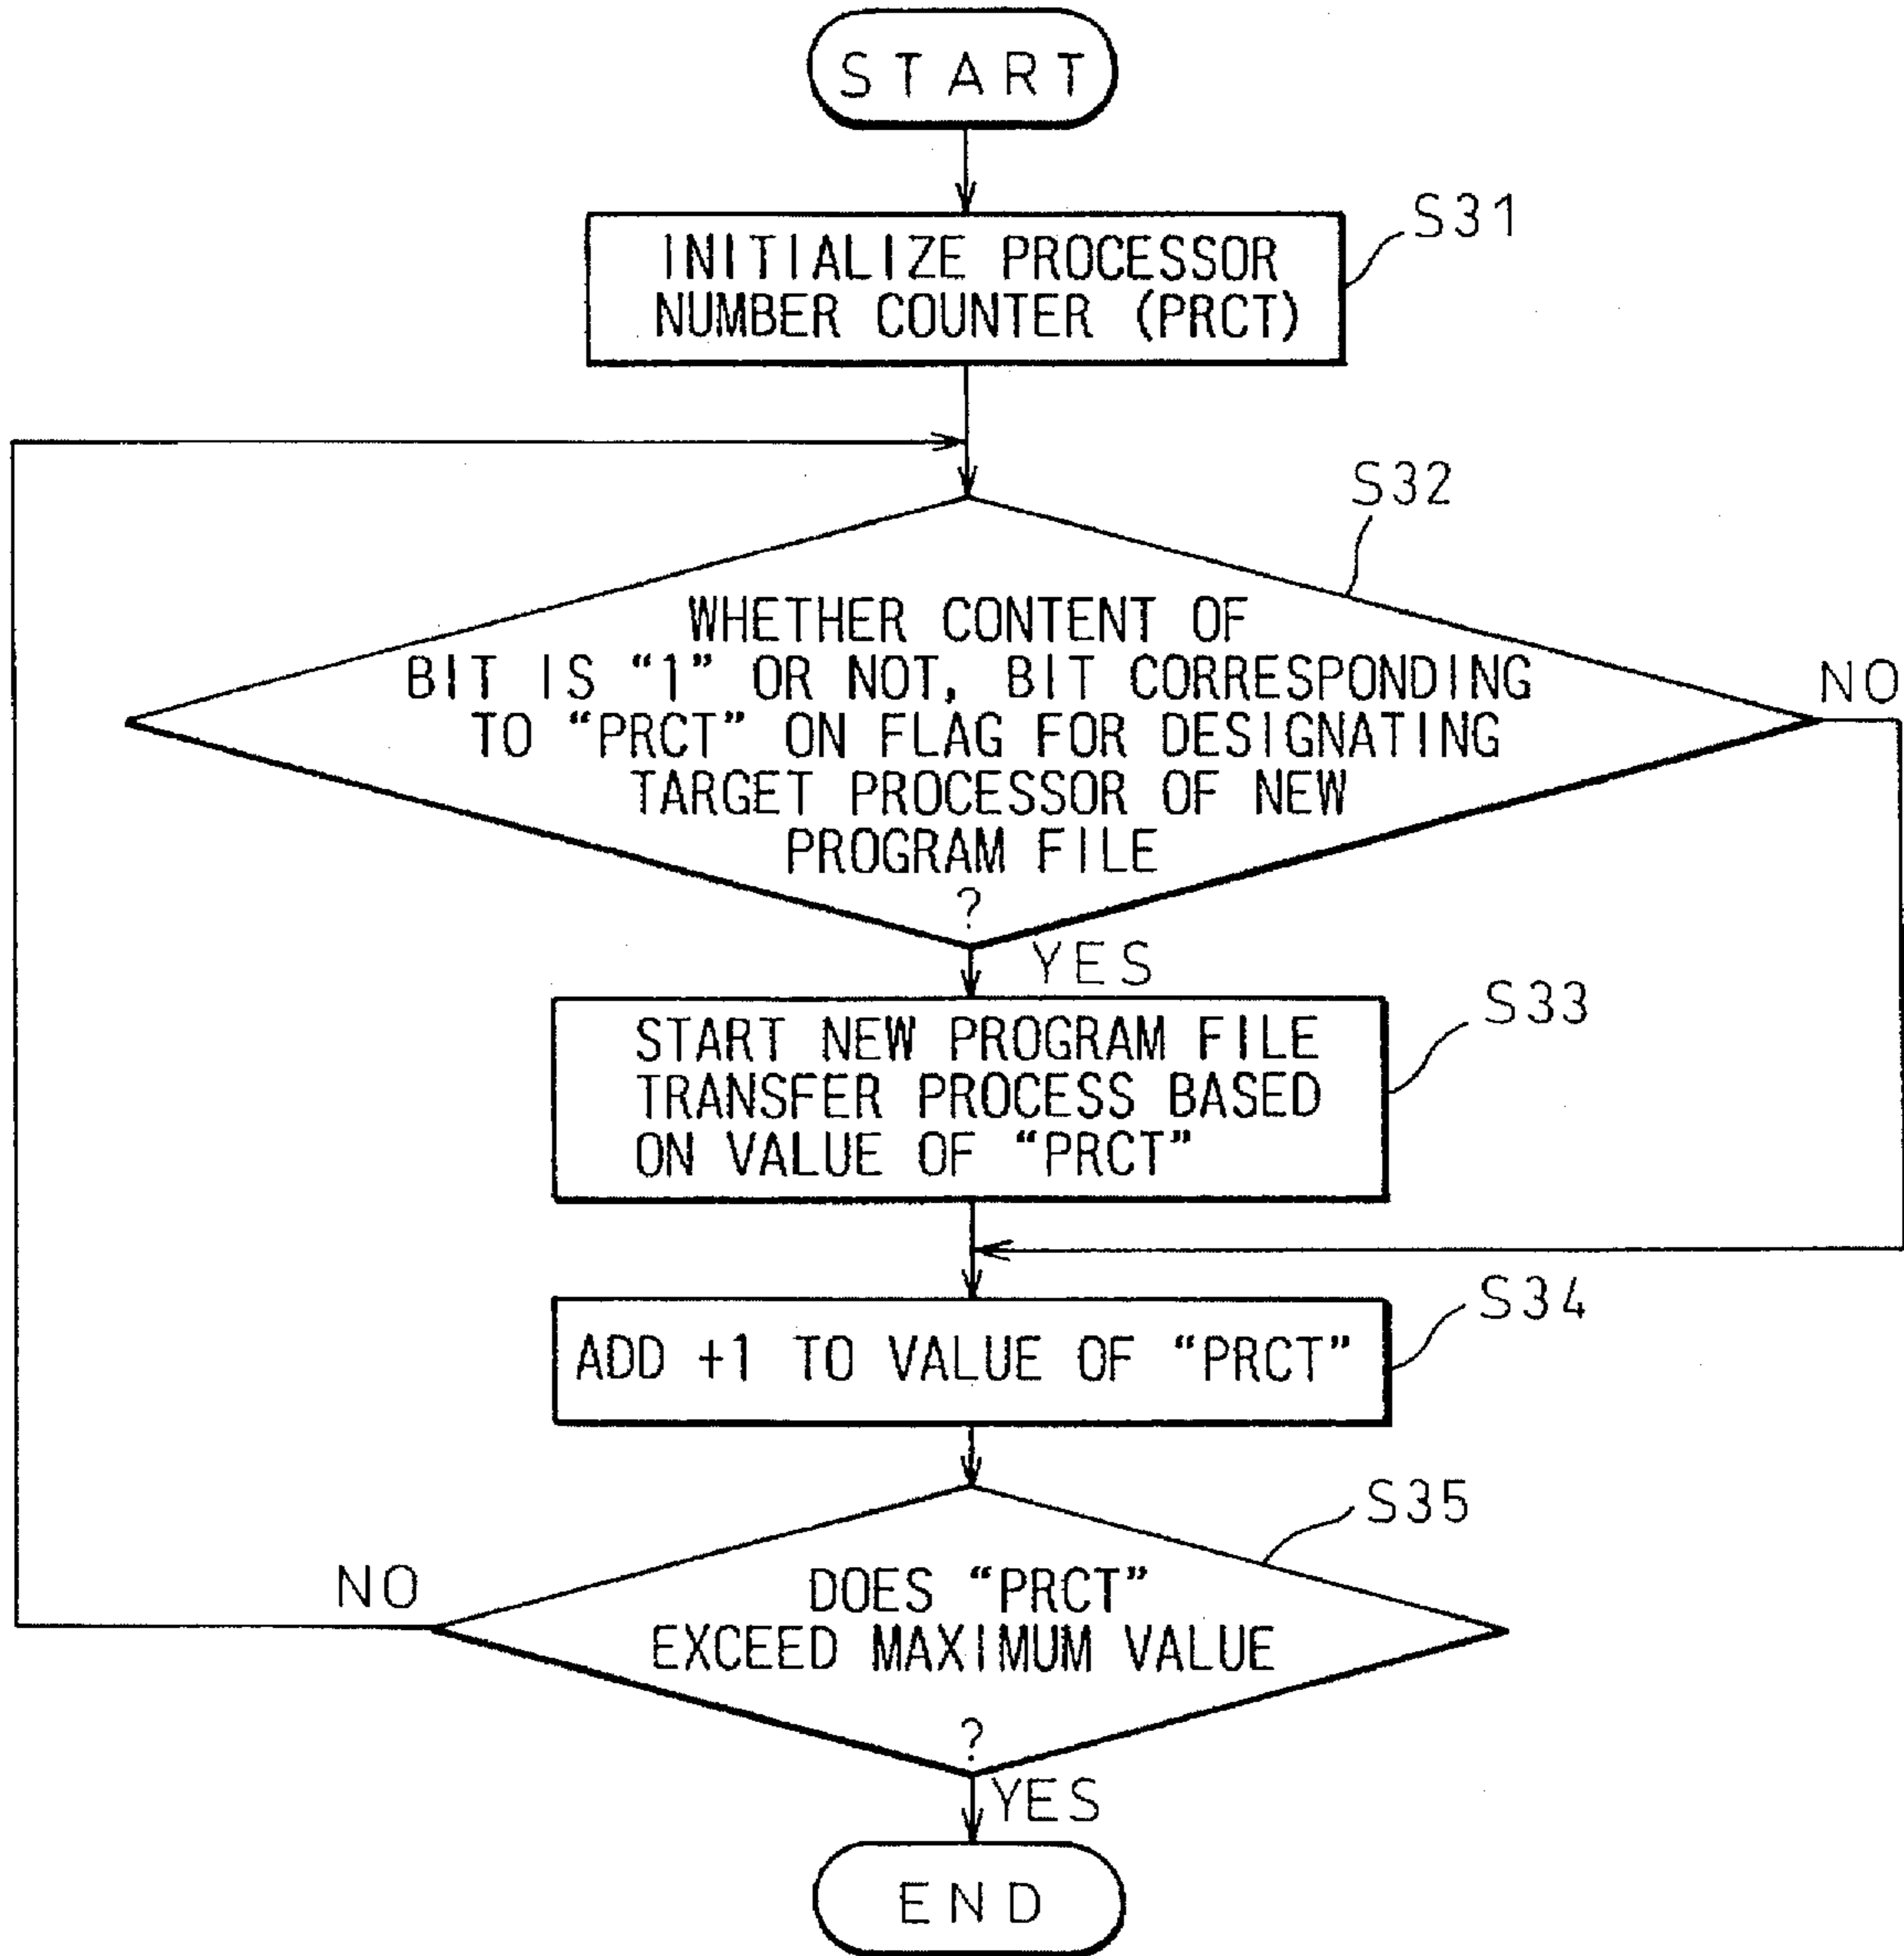 START
S31
INITIALIZE PROCESSOR
NUMBER COUNTER (PRCT)
S32
WHETHER CONTENT OF
BIT IS “1” OR NOT, BIT CORRESPONDING
TO “PRCT” ON FLAG FOR DESIGNATING
TARGET PROCESSOR OF NEW
PROGRAM FILE
?
NO
YES
S33
START NEW PROGRAM FILE
TRANSFER PROCESS BASED
ON VALUE OF “PRCT”
S34
ADD +1 TO VALUE OF “PRCT”
S35
DOES “PRCT”
EXCEED MAXIMUM VALUE
?
NO
YES
END